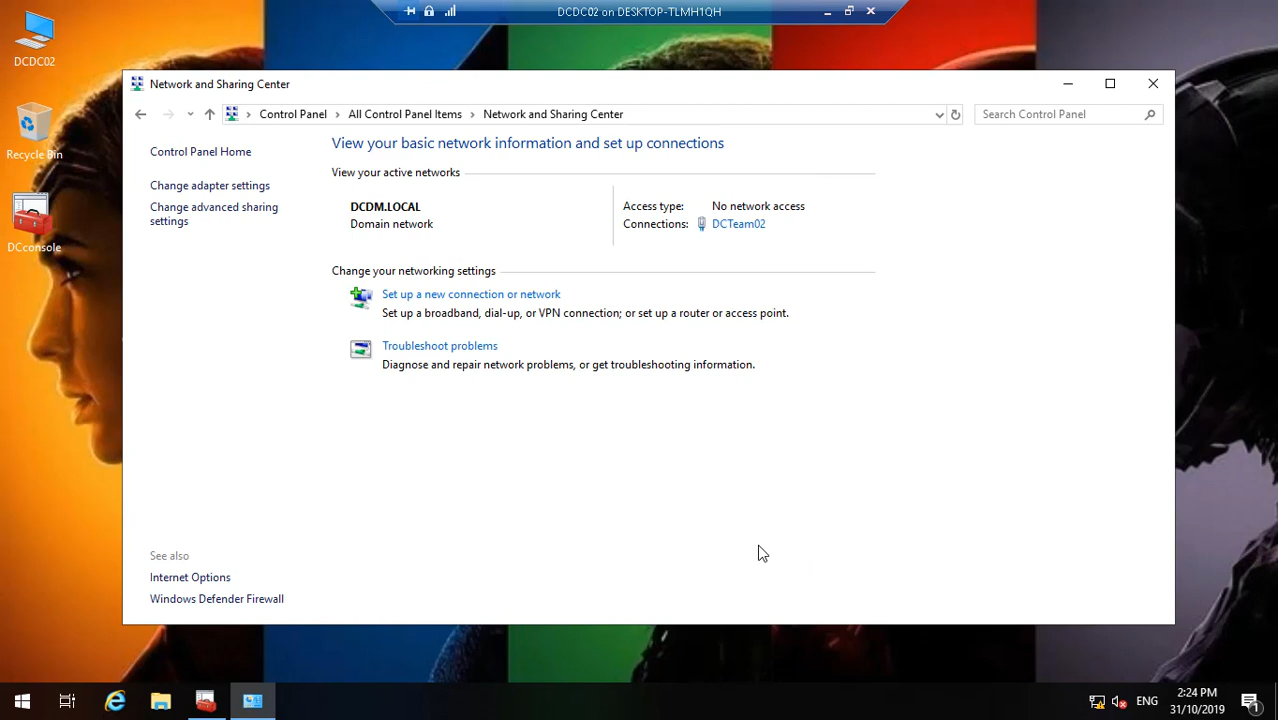 DCDC02 on DESKTOP-TLMH1QH
DCDC02
Recycle Bin
DCconsole
Network and Sharing Center
Control Panel
All Control Panel Items
Network and Sharing Center
Search Control Panel
Control Panel Home
Change adapter settings
Change advanced sharing
settings
View your basic network information and set up connections
View your active networks
DCDM.LOCAL
Domain network
Access type: No network access
Connections: DCTeam02
Change your networking settings
Set up a new connection or network
Set up a broadband, dial-up, or VPN connection; or set up a router or access point.
Troubleshoot problems
Diagnose and repair network problems, or get troubleshooting information.
See also
Internet Options
Windows Defender Firewall
ENG
2:24 PM
31/10/2019
1